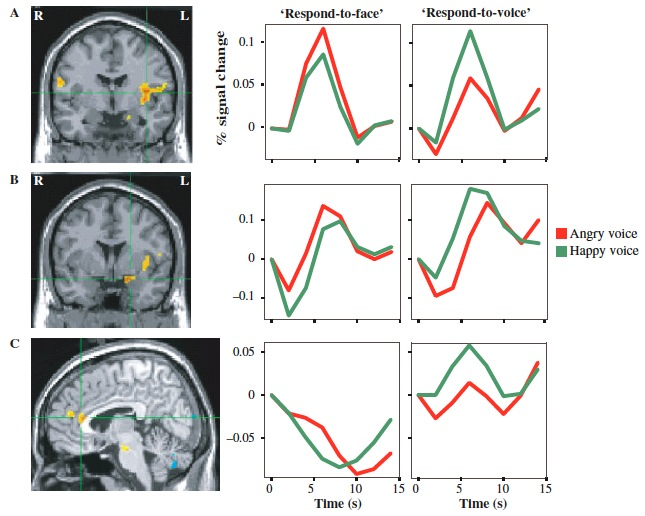 A
R
L
'Respond-to-face'
'Respond-to-voice'
% signal change
0.1
0.05
0
B
R
L
0.1
0
–0.1
Angry voice
Happy voice
C
0.05
0
–0.05
0
5
10
15
0
5
10
15
Time (s)
Time (s)